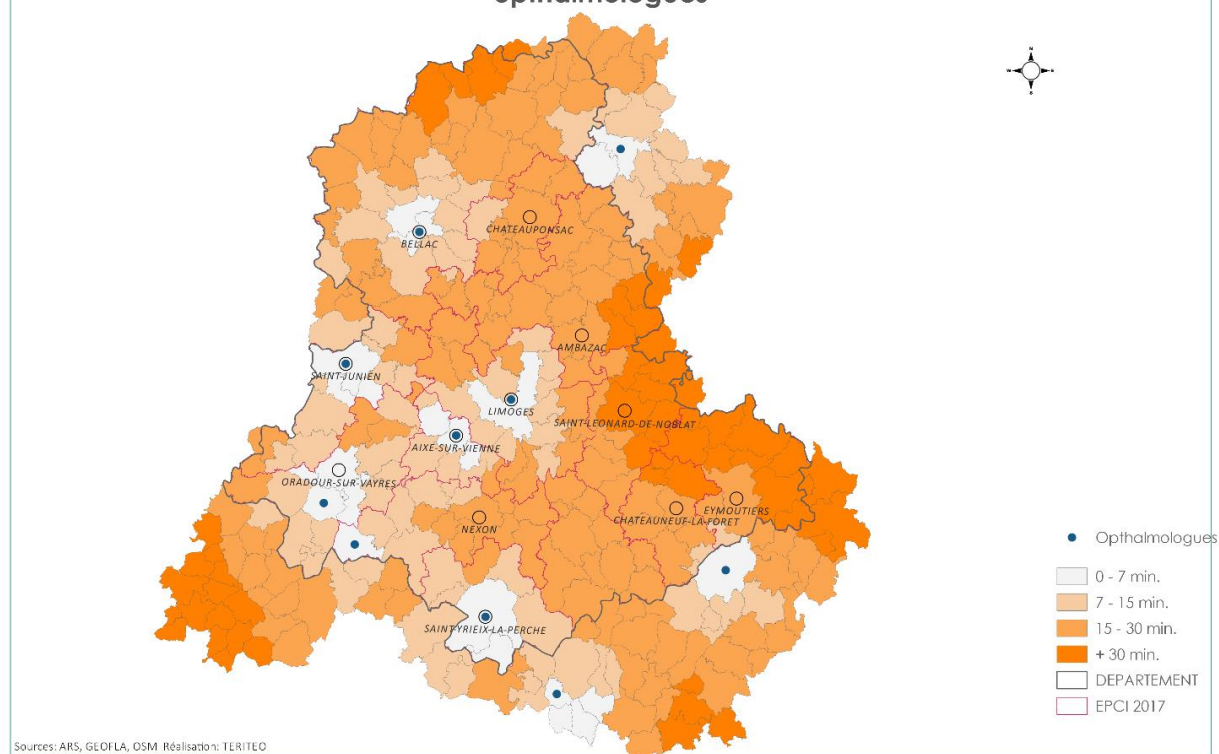 opthalmologues
N
W
E
S
CHATEAUPONSAC
BELLAC
AMBAZAC
SAINT-JUNIEN
LIMOGES
SAINT-LEONARD-DE-NOBLAT
AIXE-SUR-VIENNE
ORADOUR-SUR-VAYRES
EYMOUTIERS
CHATEAUNEUF-LA-FORET
NEXON
SAINT-YRIEIX-LA-PERCHE
Opthalmologues
0 - 7 min.
7 - 15 min.
15 - 30 min.
+ 30 min.
DEPARTEMENT
EPCI 2017
Sources: ARS, GEOFLA, OSM Réalisation: TERITEO